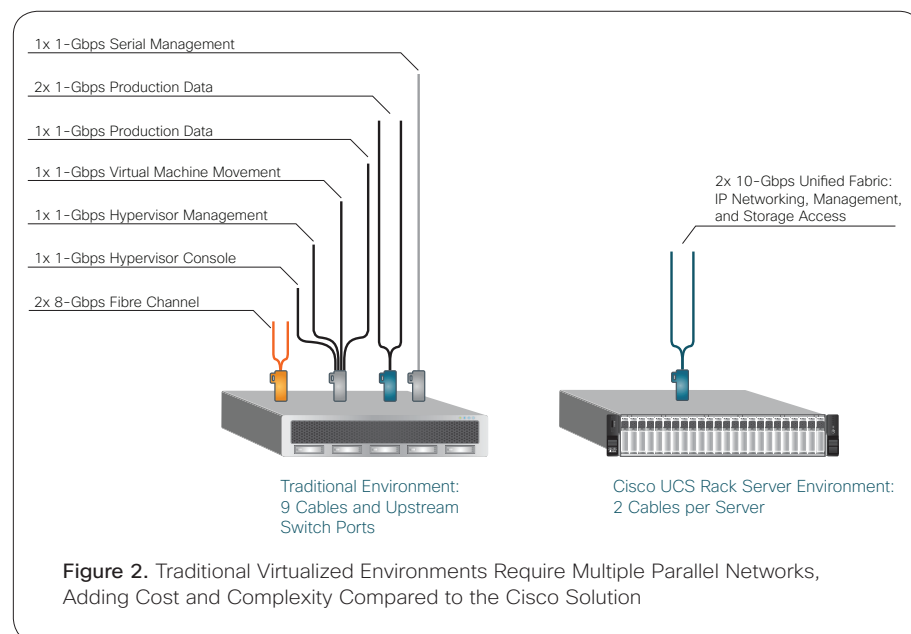 1x 1-Gbps Serial Management
2x 1-Gbps Production Data
1x 1-Gbps Production Data
1x 1-Gbps Virtual Machine Movement
1x 1-Gbps Hypervisor Management
1x 1-Gbps Hypervisor Console
2x 8-Gbps Fibre Channel
2x 10-Gbps Unified Fabric:
IP Networking, Management,
and Storage Access
Traditional Environment:
9 Cables and Upstream
Switch Ports
Cisco UCS Rack Server Environment:
2 Cables per Server
Figure 2. Traditional Virtualized Environments Require Multiple Parallel Networks,
Adding Cost and Complexity Compared to the Cisco Solution